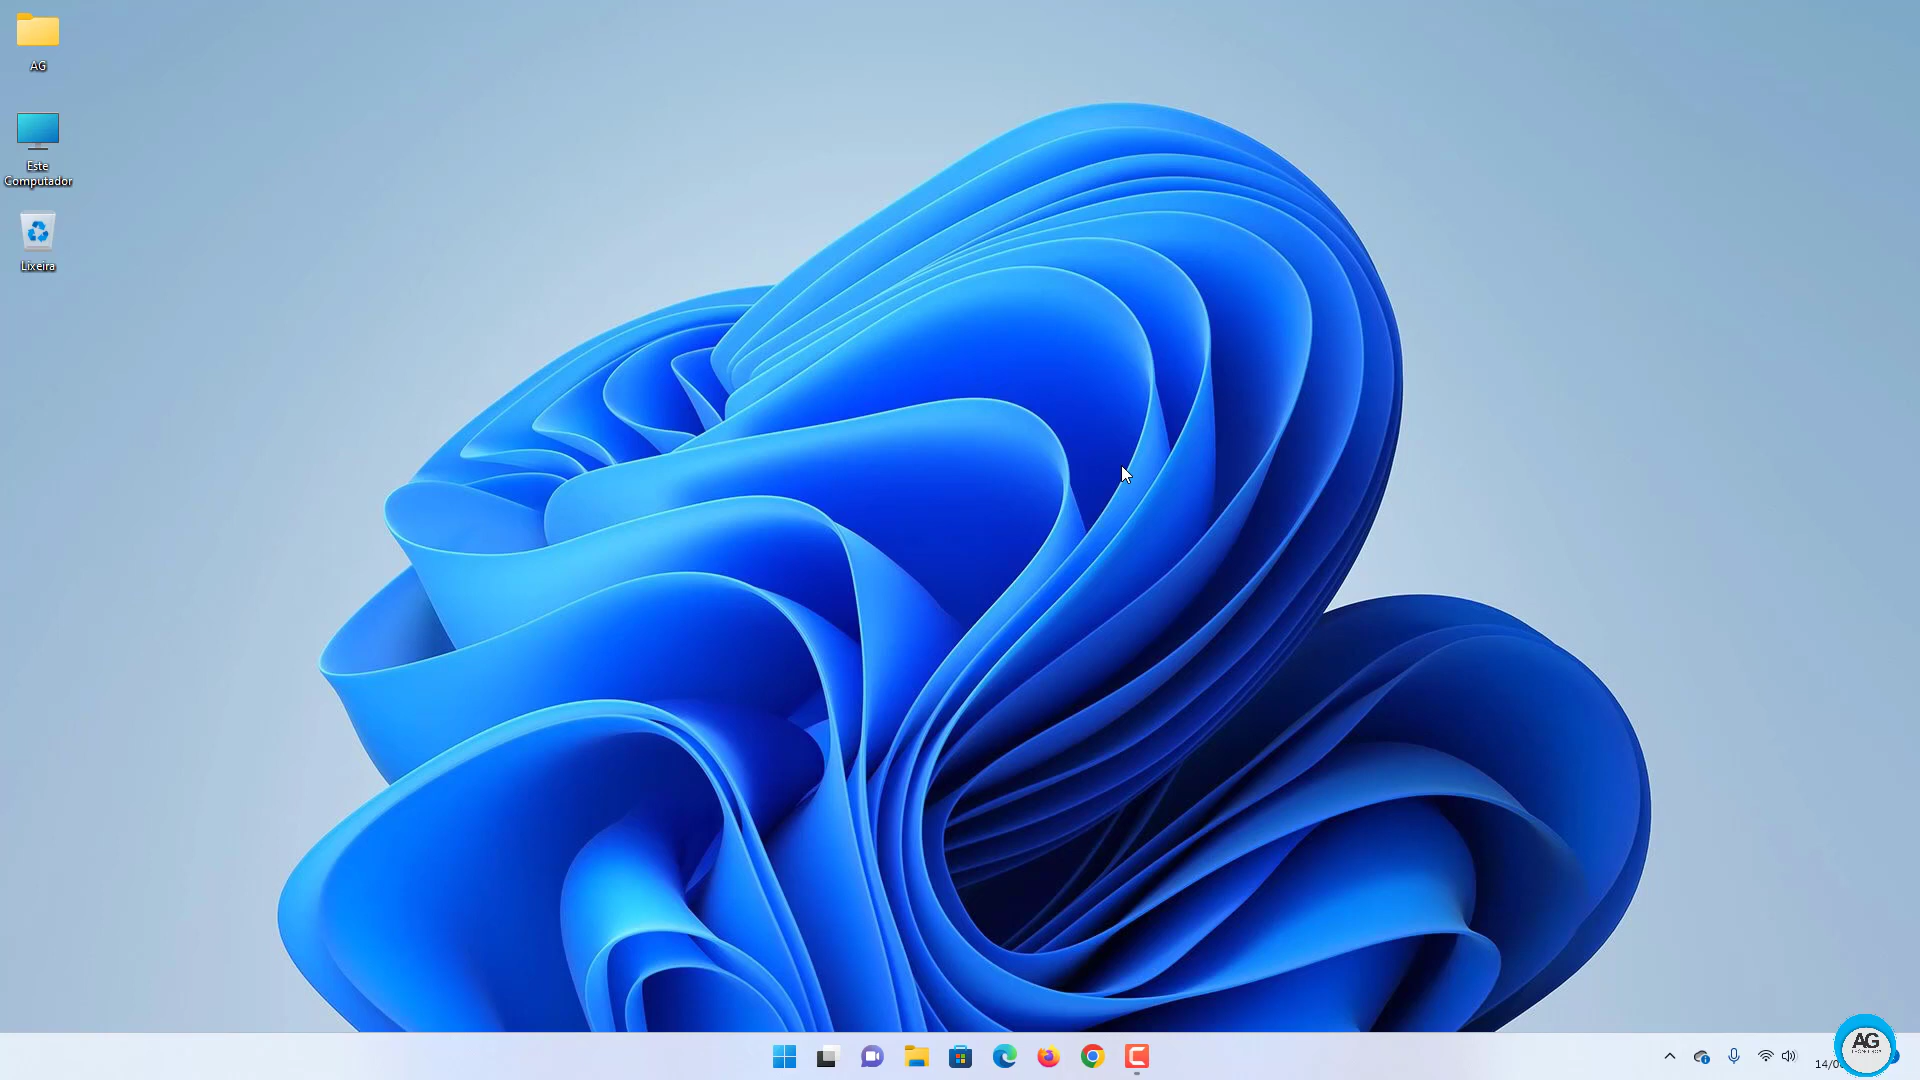 AG
Este
Computador
Lixeira
AG